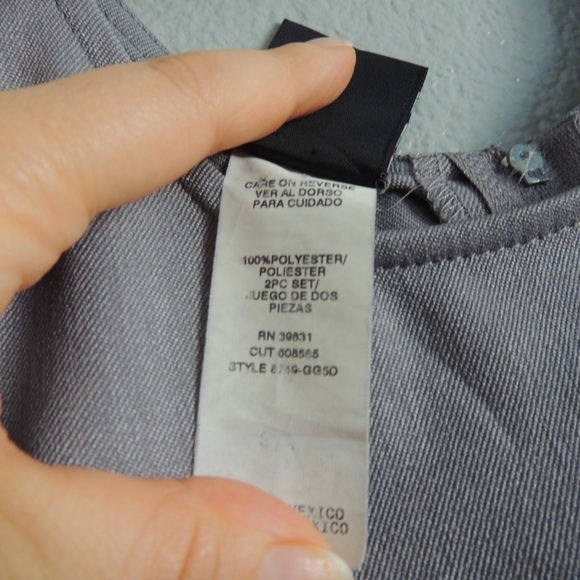 CARE ON REVERSE
VER AL DORSO
PARA CUIDADO
100%POLYESTER/
POLIESTER
2PC SET/
JUEGO DE DOS
PIEZAS
RN 39831
CUT 608565
STYLE
MEXICO
MEXICO